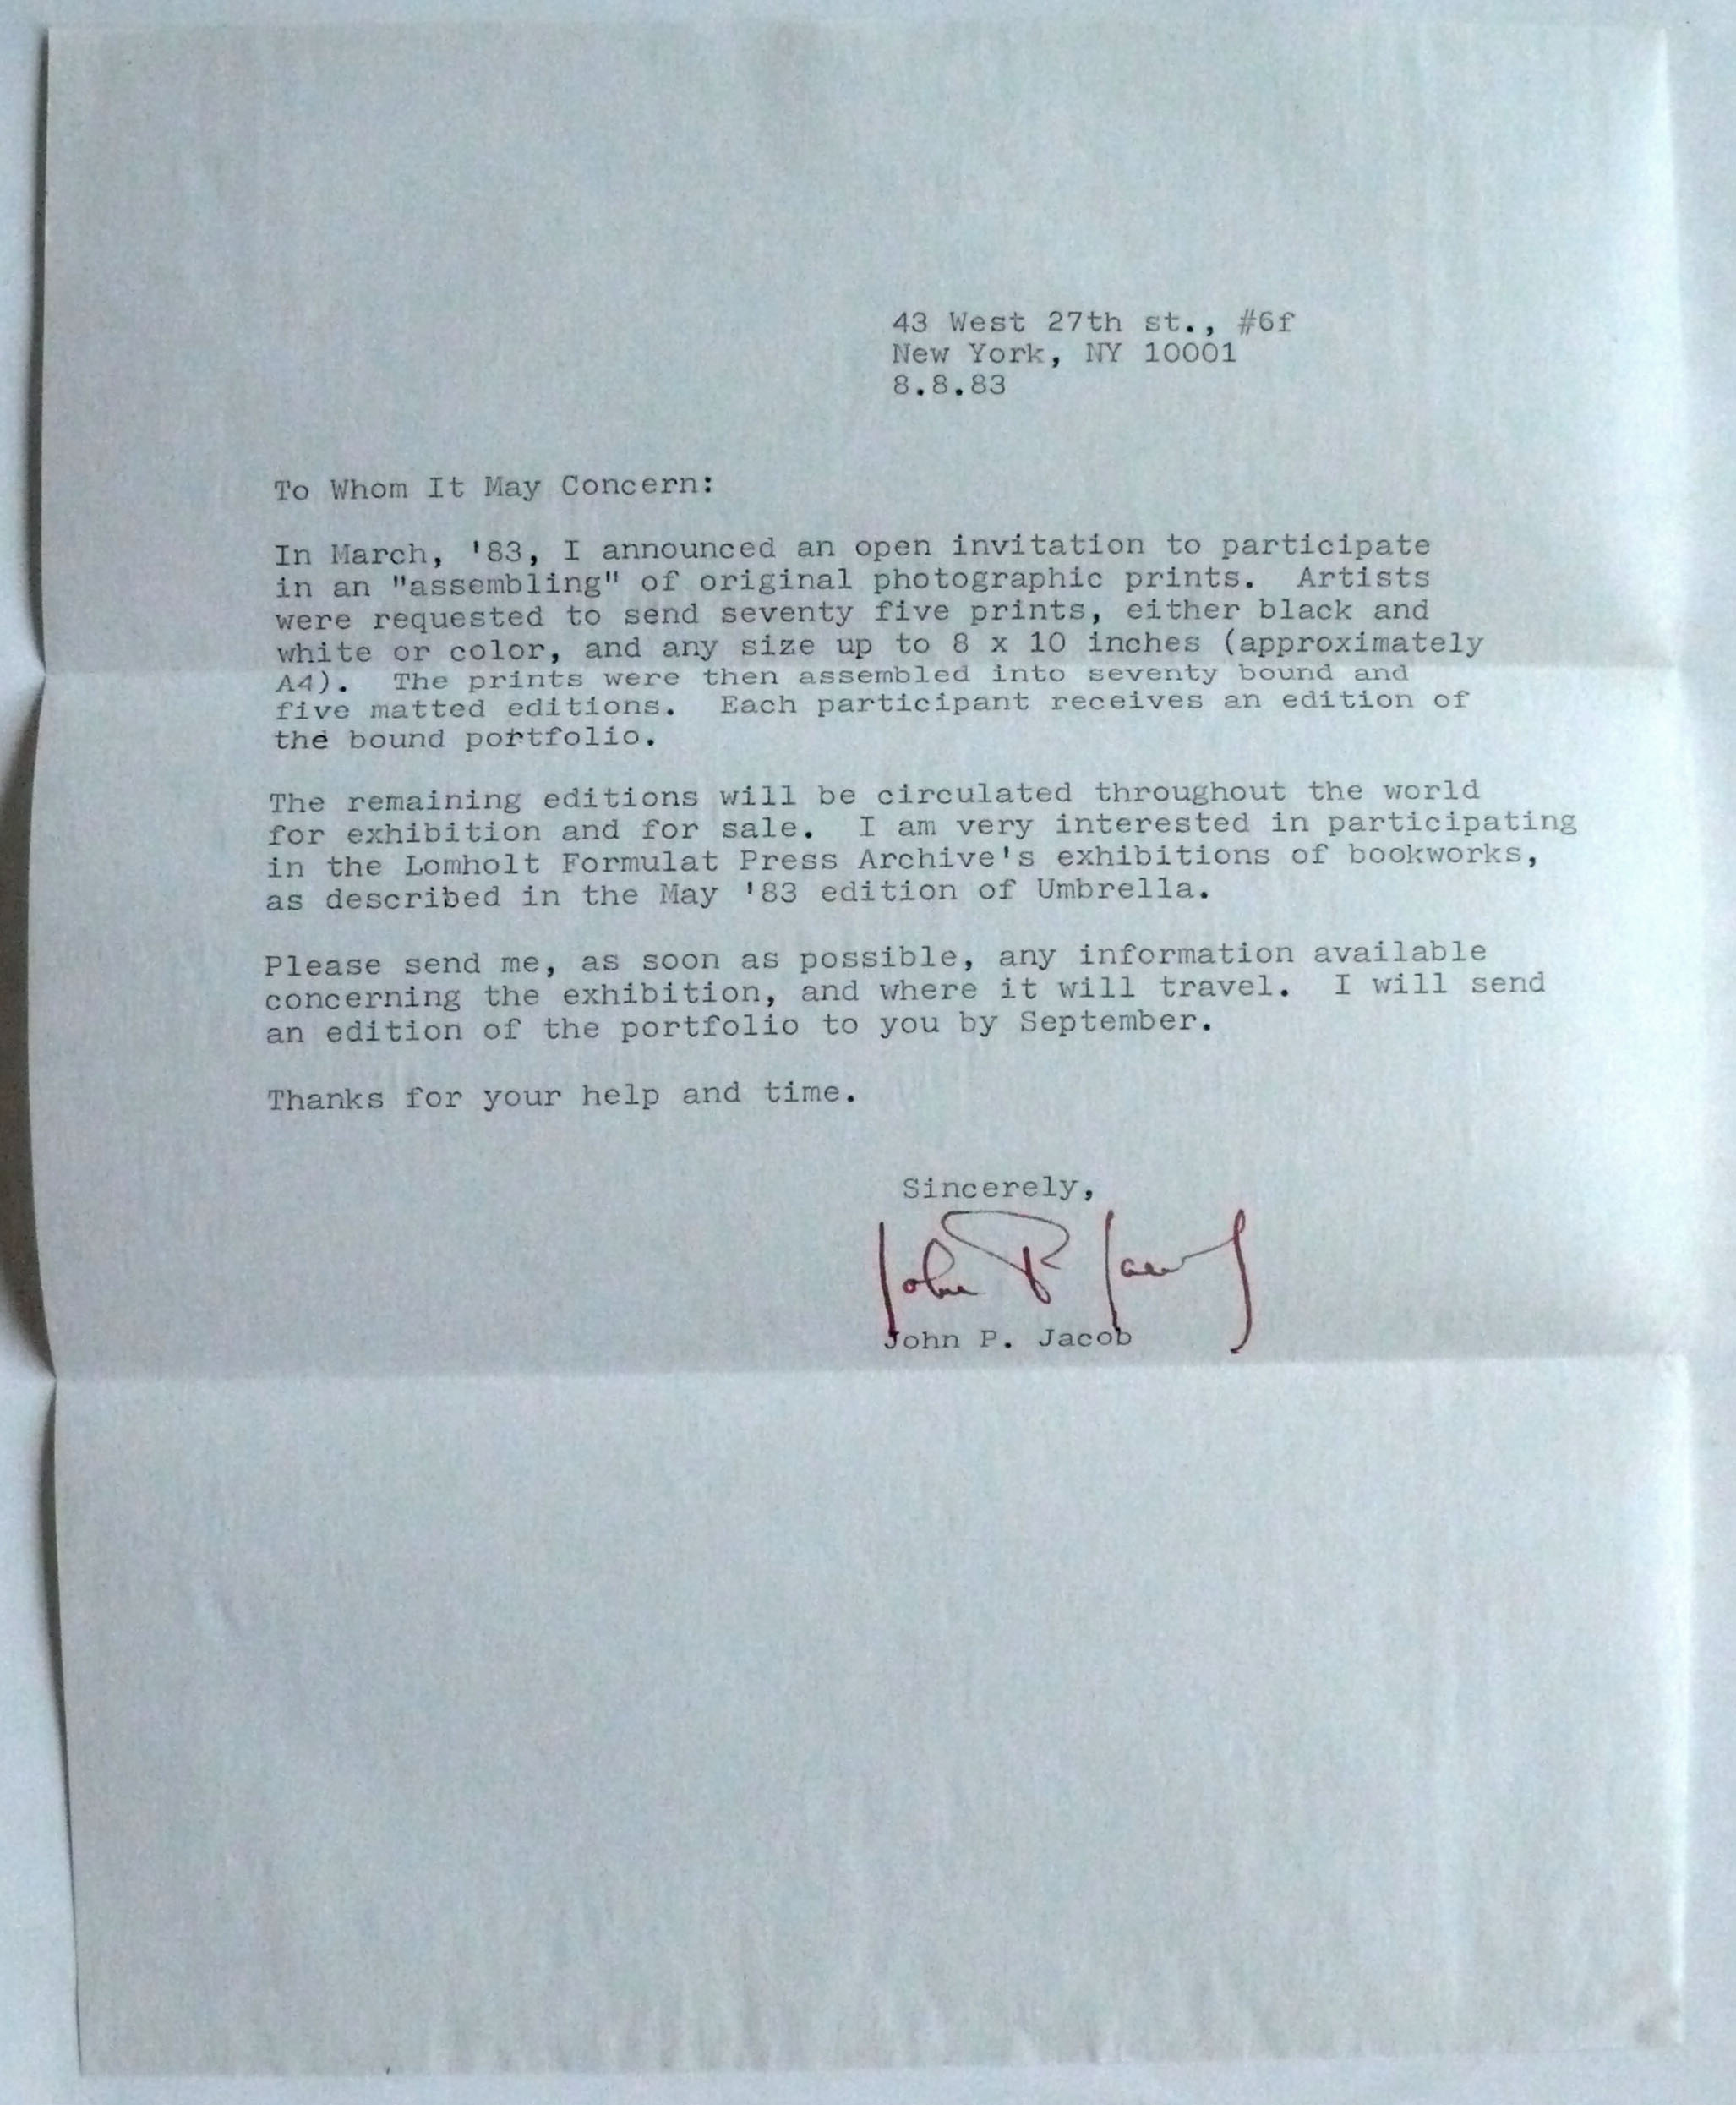 43 West 27th st., #6f
New York, NY 10001
8.8.83
To Whom It May Concern:
In March, '83, I announced an open invitation to participate
in an "assembling" of original photographic prints.  Artists
were requested to send seventy five prints, either black and
white or color, and any size up to 8 x 10 inches (approximately
A4).  The prints were then assembled into seventy bound and
five matted editions.  Each participant receives an edition of
the bound portfolio.
The remaining editions will be circulated throughout the world
for exhibition and for sale.  I am very interested in participating
in the Lomholt Formulat Press Archive's exhibitions of bookworks,
as described in the May '83 edition of Umbrella.
Please send me, as soon as possible, any information available
concerning the exhibition, and where it will travel.  I will send
an edition of the portfolio to you by September.
Thanks for your help and time.
Sincerely,
John P Jacob
John P. Jacob